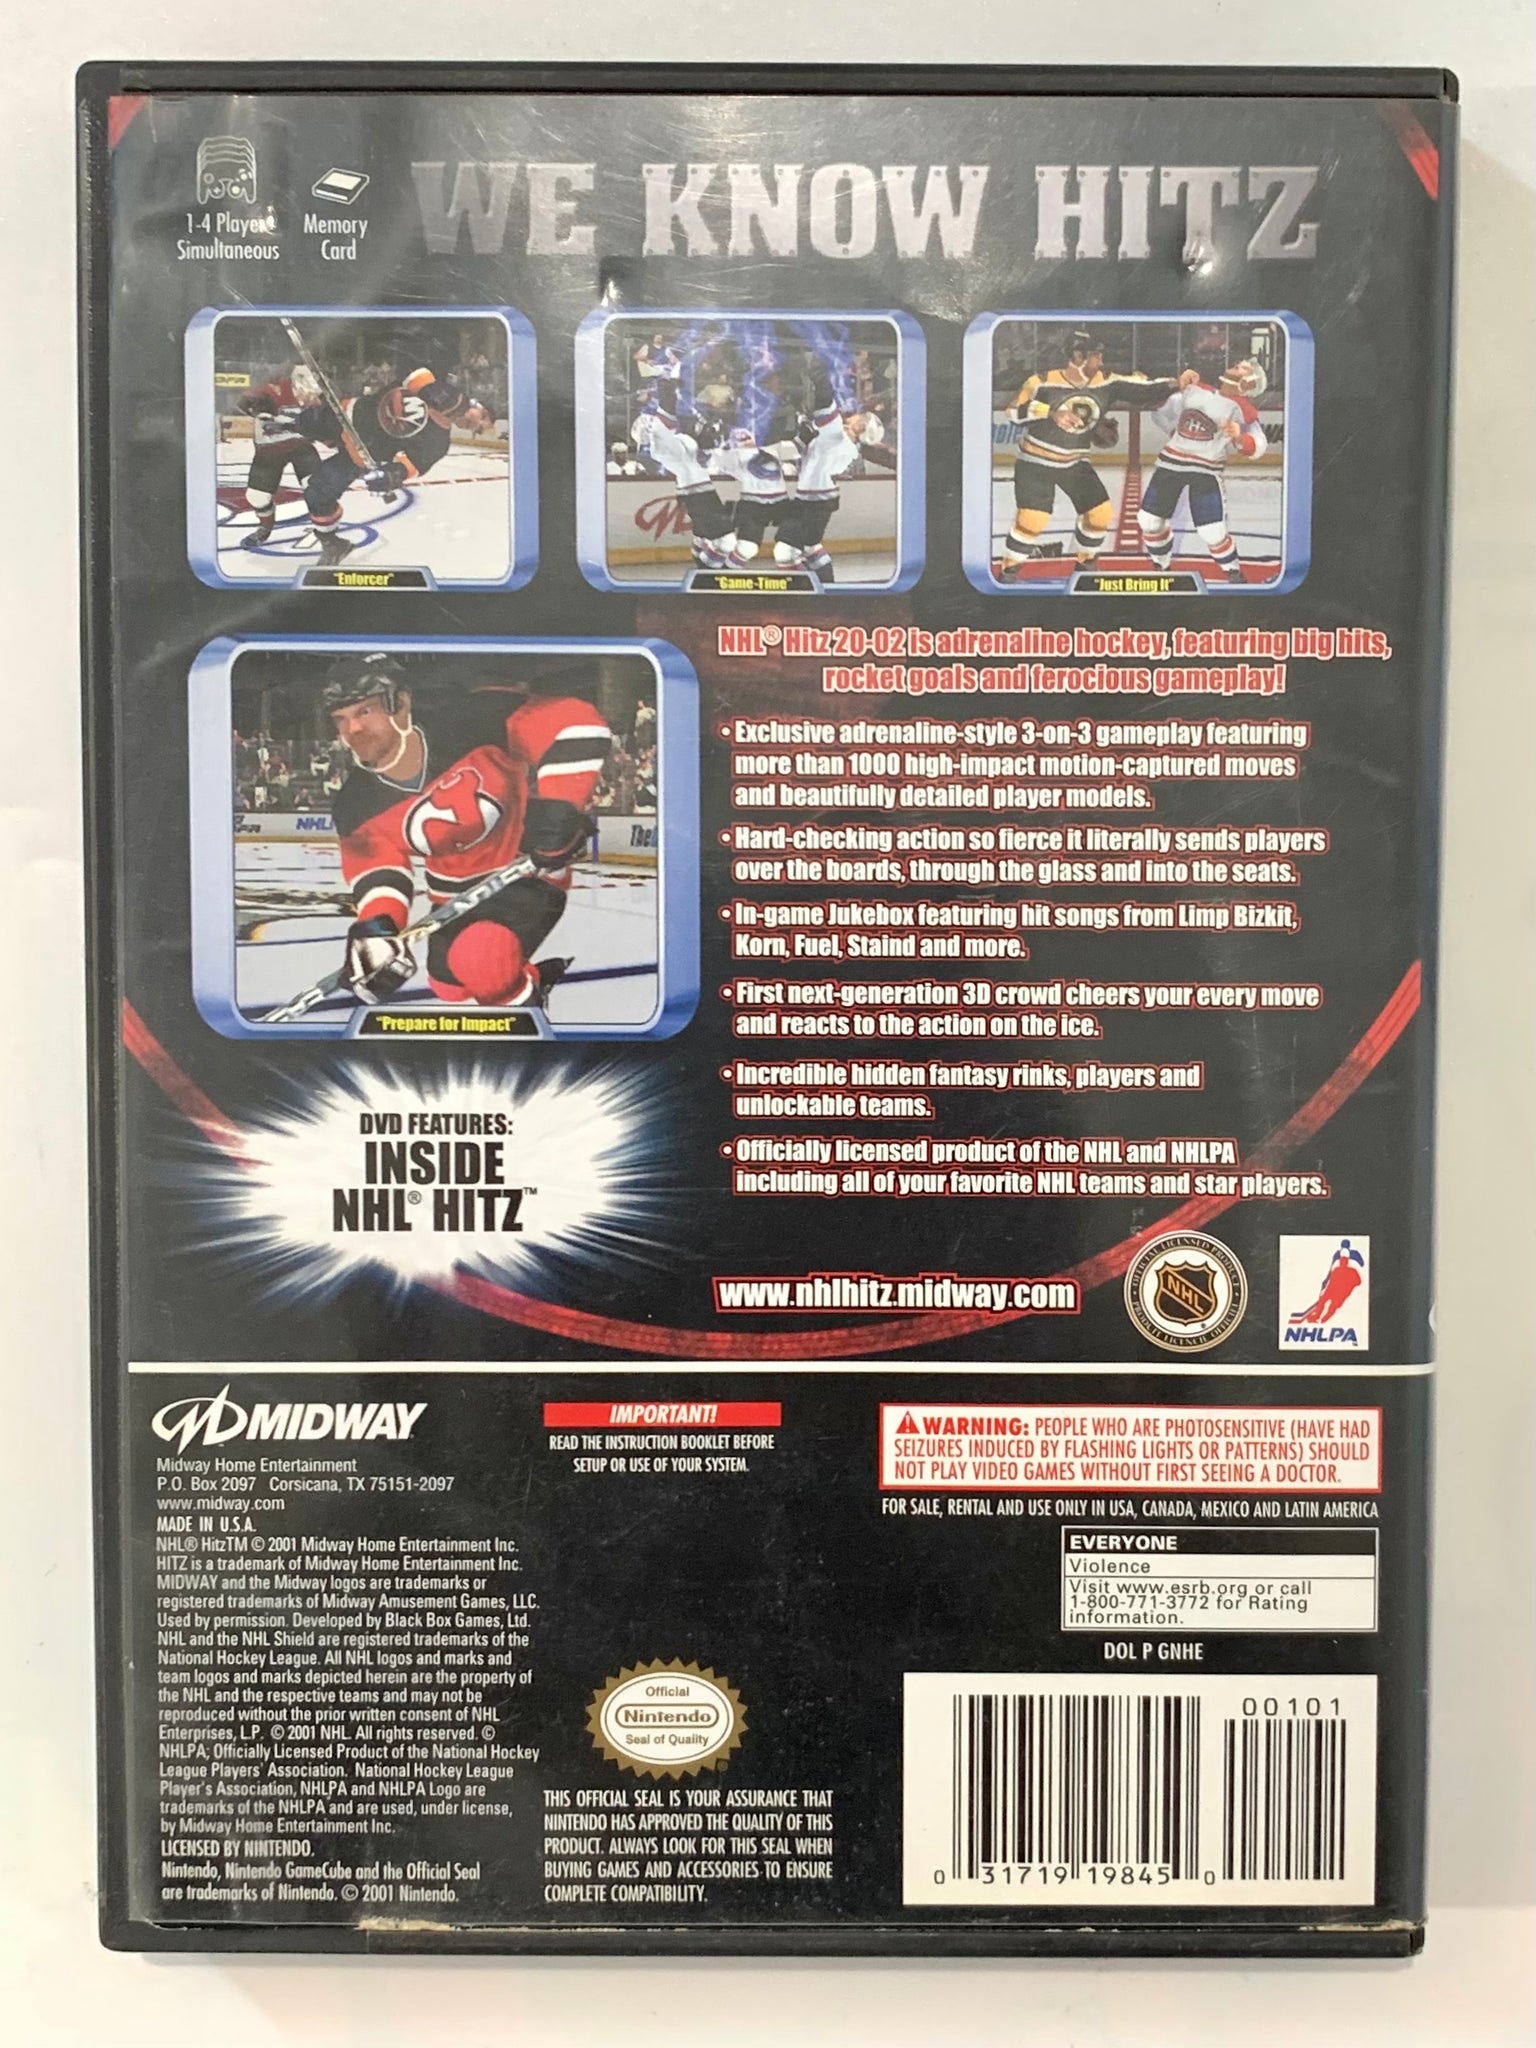 1-4 Players
Simultaneous
Memory
Card
WE KNOW HITZ
"Enforcer"
"Game-Time"
"Just Bring It"
NHL
"Prepare for Impact"
NHL® Hitz 20-02 is adrenaline hockey, featuring big hits,
rocket goals and ferocious gameplay!
• Exclusive adrenaline-style 3-on-3 gameplay featuring
more than 1000 high-impact motion-captured moves
and beautifully detailed player models.
• Hard-checking action so fierce it literally sends players
over the boards, through the glass and into the seats.
• In-game Jukebox featuring hit songs from Limp Bizkit,
Korn, Fuel, Staind and more.
• First next-generation 3D crowd cheers your every move
and reacts to the action on the ice.
• Incredible hidden fantasy rinks, players and
unlockable teams.
• Officially licensed product of the NHL and NHLPA
including all of your favorite NHL teams and star players.
DVD FEATURES:
INSIDE
NHL® HITZ™
www.nhlhitz.midway.com
OFFICIAL LICENSED PRODUCT
NHL
PRODUIT LICENCIÉ OFFICIEL
NHLPA
MIDWAY
Midway Home Entertainment
P.O. Box 2097 Corsicana, TX 75151-2097
www.midway.com
MADE IN U.S.A.
NHL® HitzTM © 2001 Midway Home Entertainment Inc.
HITZ is a trademark of Midway Home Entertainment Inc.
MIDWAY and the Midway logos are trademarks or
registered trademarks of Midway Amusement Games, LLC.
Used by permission. Developed by Black Box Games, Ltd.
NHL and the NHL Shield are registered trademarks of the
National Hockey League. All NHL logos and marks and
team logos and marks depicted herein are the property of
the NHL and the respective teams and may not be
reproduced without the prior written consent of NHL
Enterprises, L.P. © 2001 NHL. All rights reserved. ©
NHLPA; Officially Licensed Product of the National Hockey
League Players' Association. National Hockey League
Player's Association, NHLPA and NHLPA Logo are
trademarks of the NHLPA and are used, under license,
by Midway Home Entertainment Inc.
LICENSED BY NINTENDO.
Nintendo, Nintendo GameCube and the Official Seal
are trademarks of Nintendo. © 2001 Nintendo.
IMPORTANT!
READ THE INSTRUCTION BOOKLET BEFORE
SETUP OR USE OF YOUR SYSTEM.
Official
Nintendo
Seal of Quality
THIS OFFICIAL SEAL IS YOUR ASSURANCE THAT
NINTENDO HAS APPROVED THE QUALITY OF THIS
PRODUCT. ALWAYS LOOK FOR THIS SEAL WHEN
BUYING GAMES AND ACCESSORIES TO ENSURE
COMPLETE COMPATIBILITY.
WARNING: PEOPLE WHO ARE PHOTOSENSITIVE (HAVE HAD
SEIZURES INDUCED BY FLASHING LIGHTS OR PATTERNS) SHOULD
NOT PLAY VIDEO GAMES WITHOUT FIRST SEEING A DOCTOR.
FOR SALE, RENTAL AND USE ONLY IN USA, CANADA, MEXICO AND LATIN AMERICA
EVERYONE
Violence
Visit www.esrb.org or call
1-800-771-3772 for Rating
information.
DOL P GNHE
00101
0 31719 19845 0